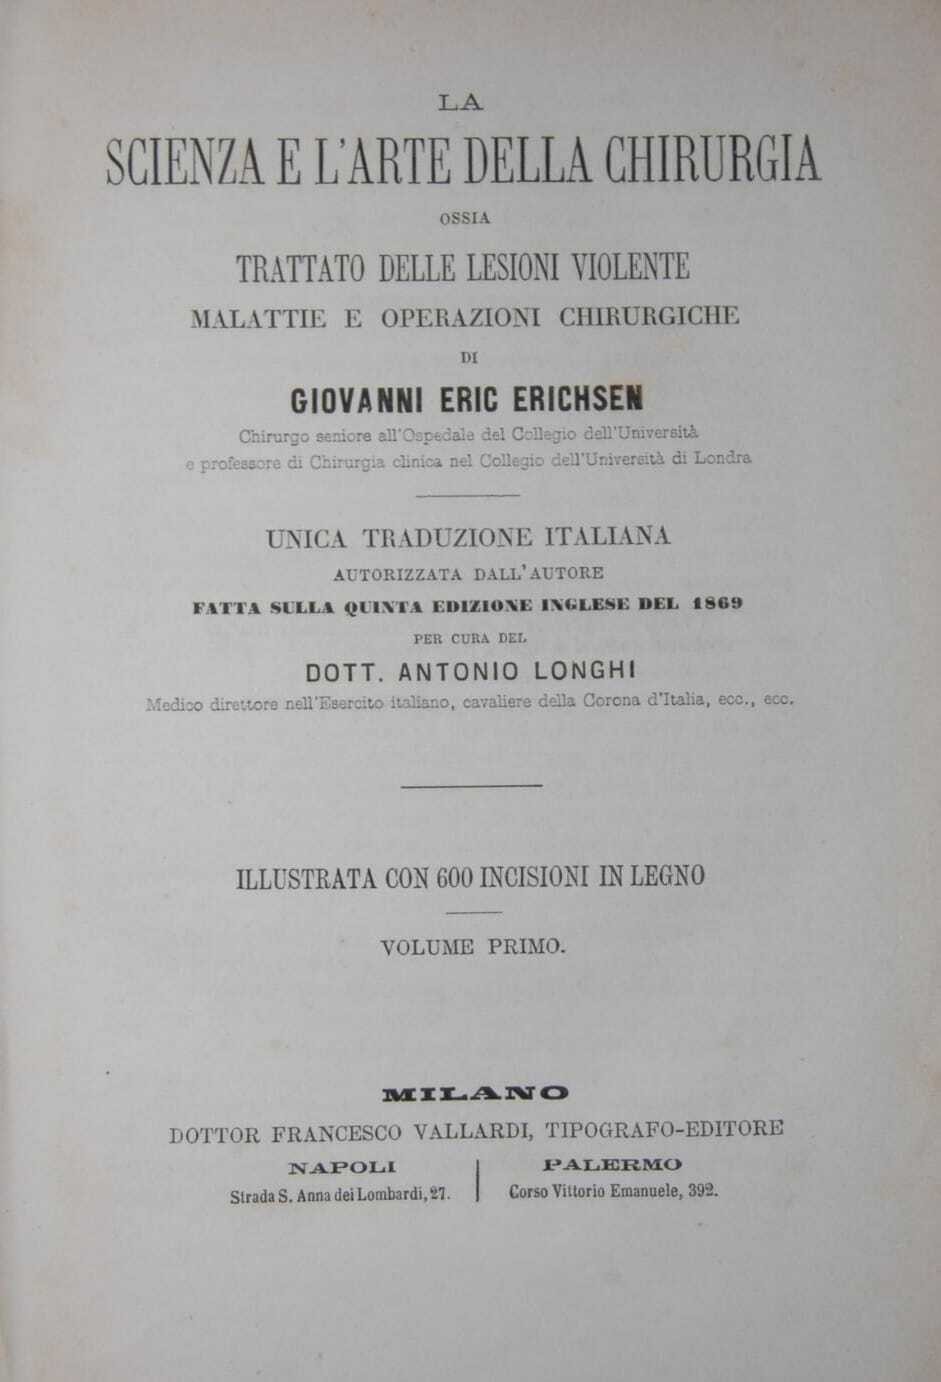 LA
SCIENZA E L'ARTE DELLA CHIRURGIA
OSSIA
TRATTATO DELLE LESIONI VIOLENTE
MALATTIE E OPERAZIONI CHIRURGICHE
DI
GIOVANNI ERIC ERICHSEN
Chirurgo seniore all'Ospedale del Collegio dell'Università
e professore di Chirurgia clinica nel Collegio dell'Università di Londra
UNICA TRADUZIONE ITALIANA
AUTORIZZATA DALL'AUTORE
FATTA SULLA QUINTA EDIZIONE INGLESE DEL 1869
PER CURA DEL
DOTT. ANTONIO LONGHI
Medico direttore nell'Esercito italiano, cavaliere della Corona d'Italia, ecc., ecc.
ILLUSTRATA CON 600 INCISIONI IN LEGNO
VOLUME PRIMO.
MILANO
DOTTOR FRANCESCO VALLARDI, TIPOGRAFO-EDITORE
NAPOLI
Strada S. Anna dei Lombardi, 27.
PALERMO
Corso Vittorio Emanuele, 392.